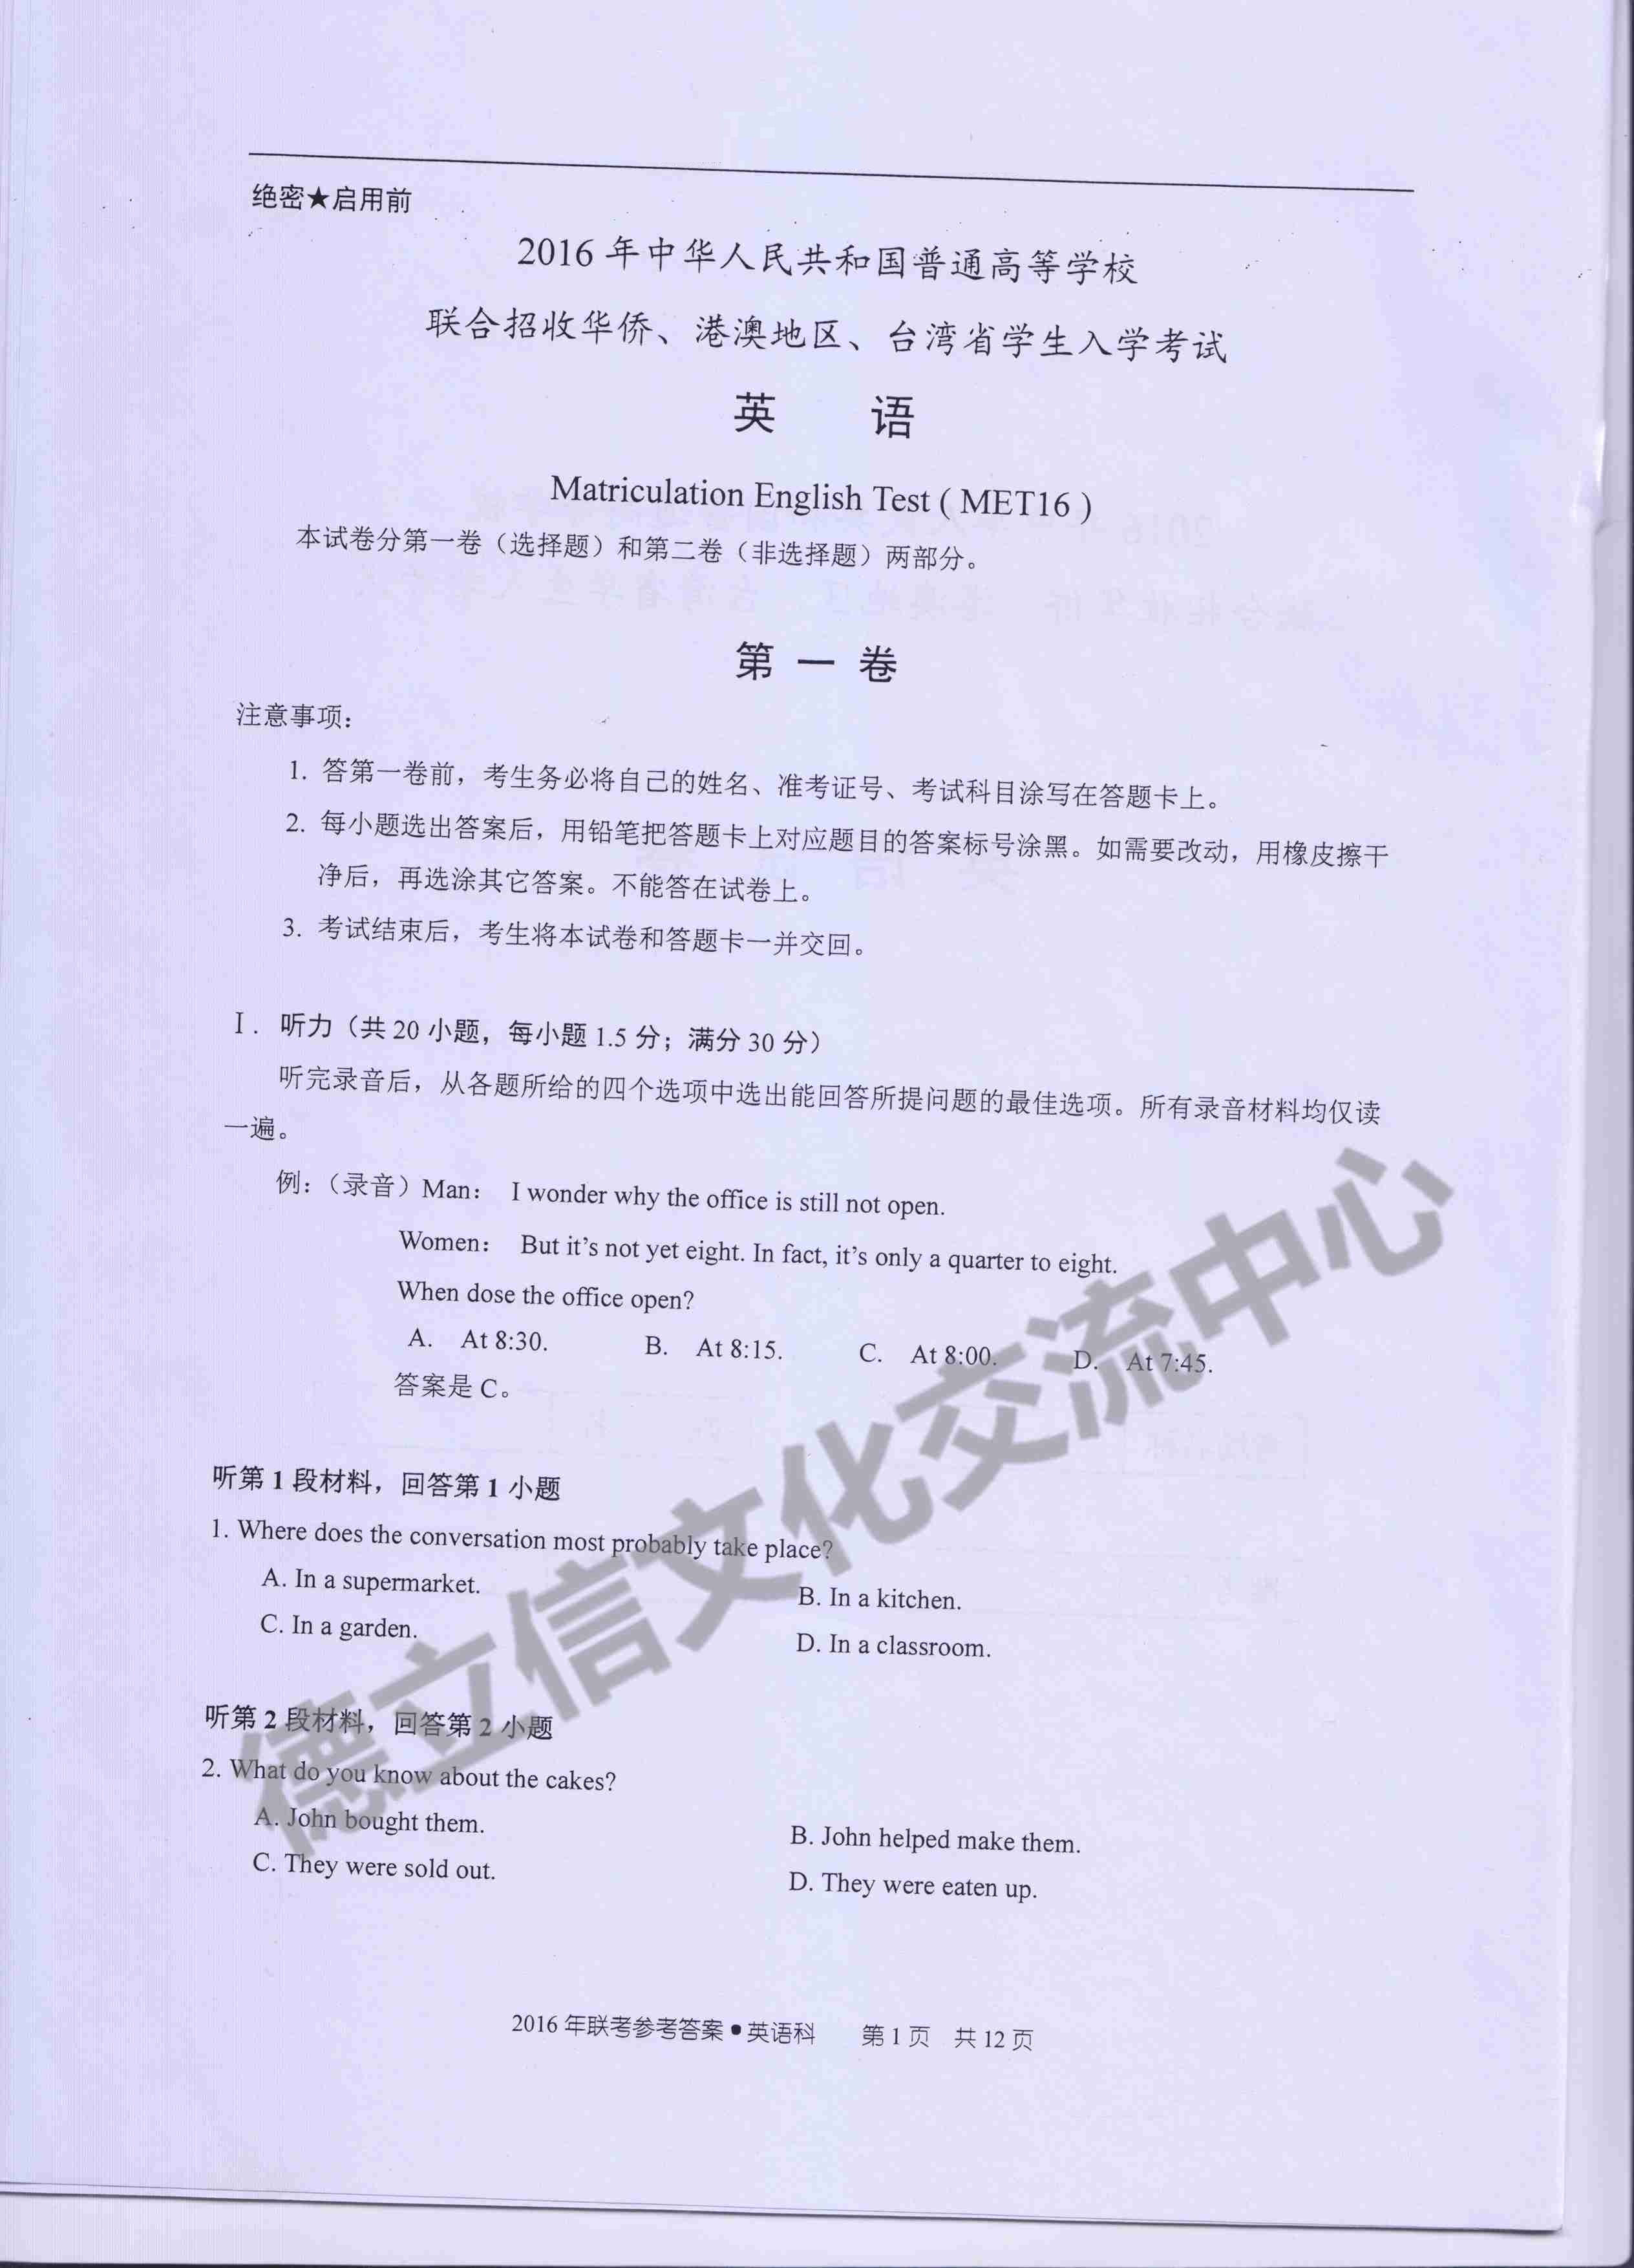 绝密★启用前
2016 年中华人民共和国普通高等学校
联合招收华侨、港澳地区、台湾省学生入学考试
英 语
Matriculation English Test ( MET16 )
本试卷分第一卷（选择题）和第二卷（非选择题）两部分。
第 一 卷
注意事项：
1. 答第一卷前，考生务必将自己的姓名、准考证号、考试科目涂写在答题卡上。
2. 每小题选出答案后，用铅笔把答题卡上对应题目的答案标号涂黑。如需要改动，用橡皮擦干
净后，再选涂其它答案。不能答在试卷上。
3. 考试结束后，考生将本试卷和答题卡一并交回。
Ⅰ. 听力（共 20 小题，每小题 1.5 分；满分 30 分）
听完录音后，从各题所给的四个选项中选出能回答所提问题的最佳选项。所有录音材料均仅读
一遍。
例：（录音）Man： I wonder why the office is still not open.
Women： But it's not yet eight. In fact, it's only a quarter to eight.
When dose the office open?
A. At 8:30. B. At 8:15. C. At 8:00. D. At 7:45.
答案是 C。
听第 1 段材料，回答第 1 小题
1. Where does the conversation most probably take place?
A. In a supermarket. B. In a kitchen.
C. In a garden. D. In a classroom.
听第 2 段材料，回答第 2 小题
2. What do you know about the cakes?
A. John bought them. B. John helped make them.
C. They were sold out. D. They were eaten up.
2016 年联考参考答案●英语科 第 1 页 共 12 页
德立信文化交流中心